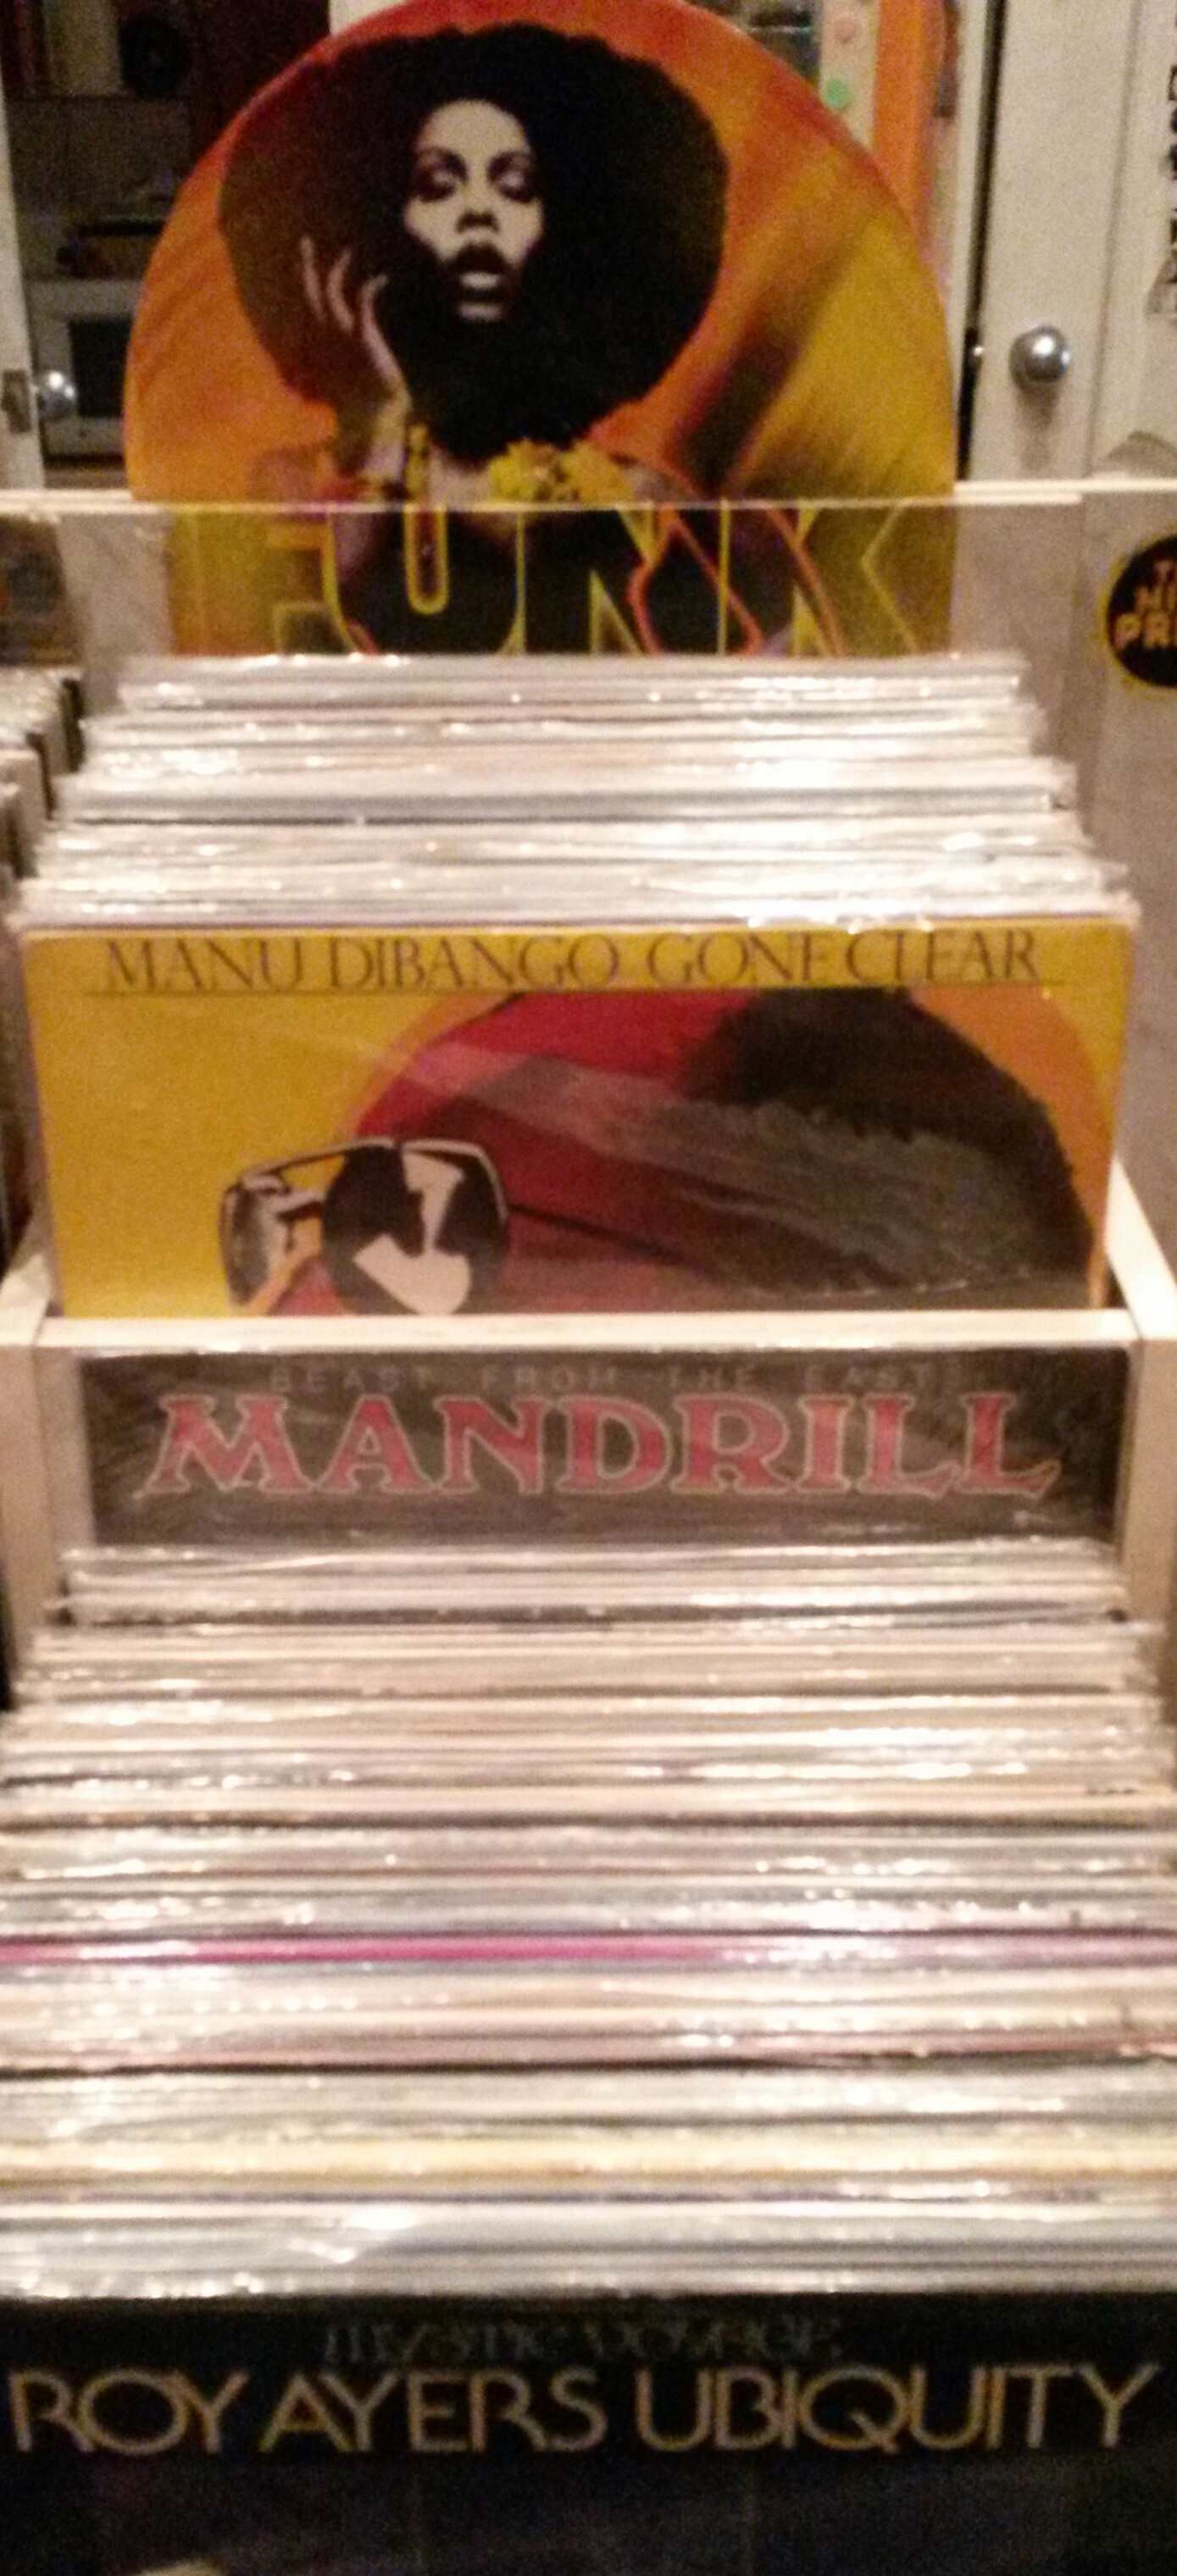 FUNK
MANU DIBANGO GONE CLEAR
BEAST FROM THE EAST
MANDRILL
MYSTIC VOYAGE
ROY AYERS UBIQUITY